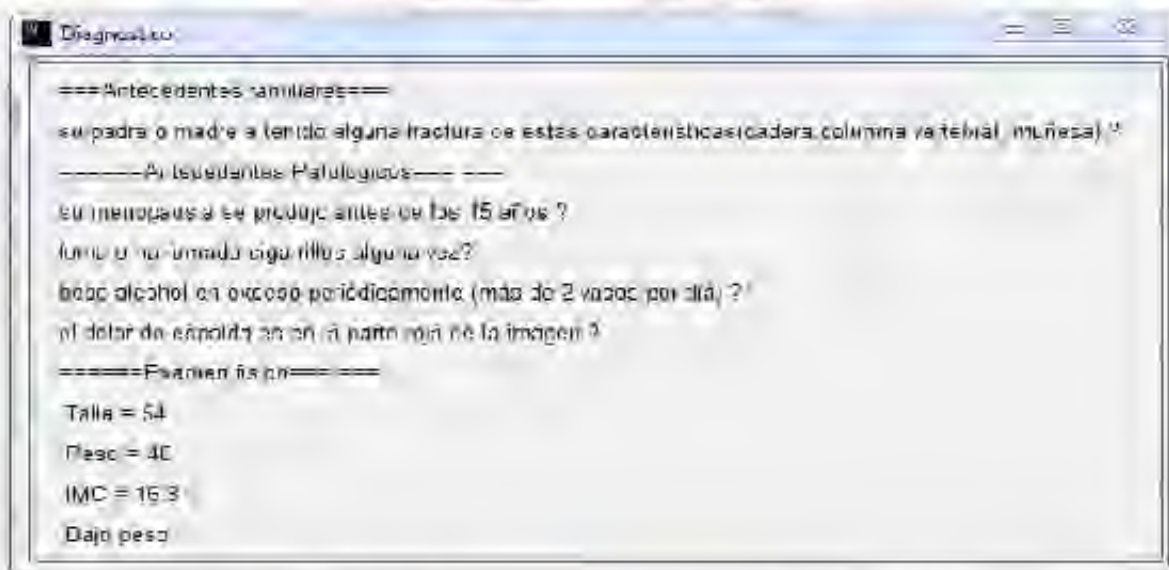 Diagnostico
===Antecedentes familiares===
su padre o madre a tenido alguna fractura de estas caracteristicas(cadera,columna vertebral, muñesa) ?
======Antecedentes Patologicos======
su menopausia se produjo antes de los 15 años ?
fuma o ha fumado cigarrillos alguna vez?
bebe alcohol en exceso periódicamente (más de 2 vasos por día) ?
el dolor de espalda es en la parte roja de la imagen ?
======Examen fisico======
Talla = 54
Peso = 40
IMC = 16.8
Bajo peso